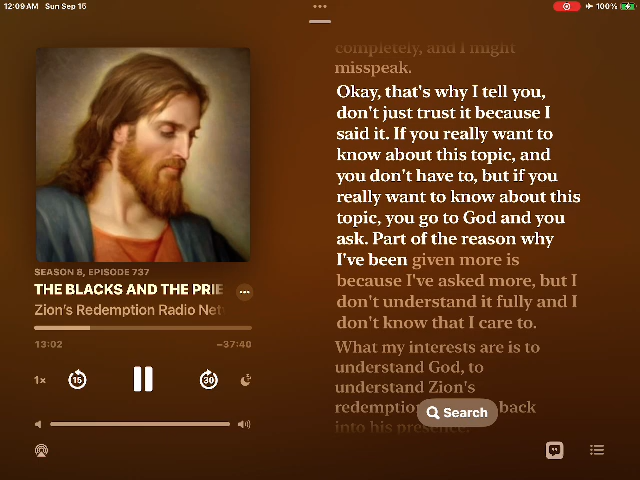 12:09 AM Sun Sep 15
100%
SEASON 8, EPISODE 737
THE BLACKS AND THE PRIE
Zion's Redemption Radio Net
13:02
-37:40
1x
15
30
completely, and I might
misspeak.
Okay, that's why I tell you,
don't just trust it because I
said it. If you really want to
know about this topic, and
you don't have to, but if you
really want to know about this
topic, you go to God and you
ask. Part of the reason why
I've been given more is
because I've asked more, but I
don't understand it fully and I
don't know that I care to.
What my interests are is to
understand God, to
understand Zion's
redemption back
into his presence.
Search